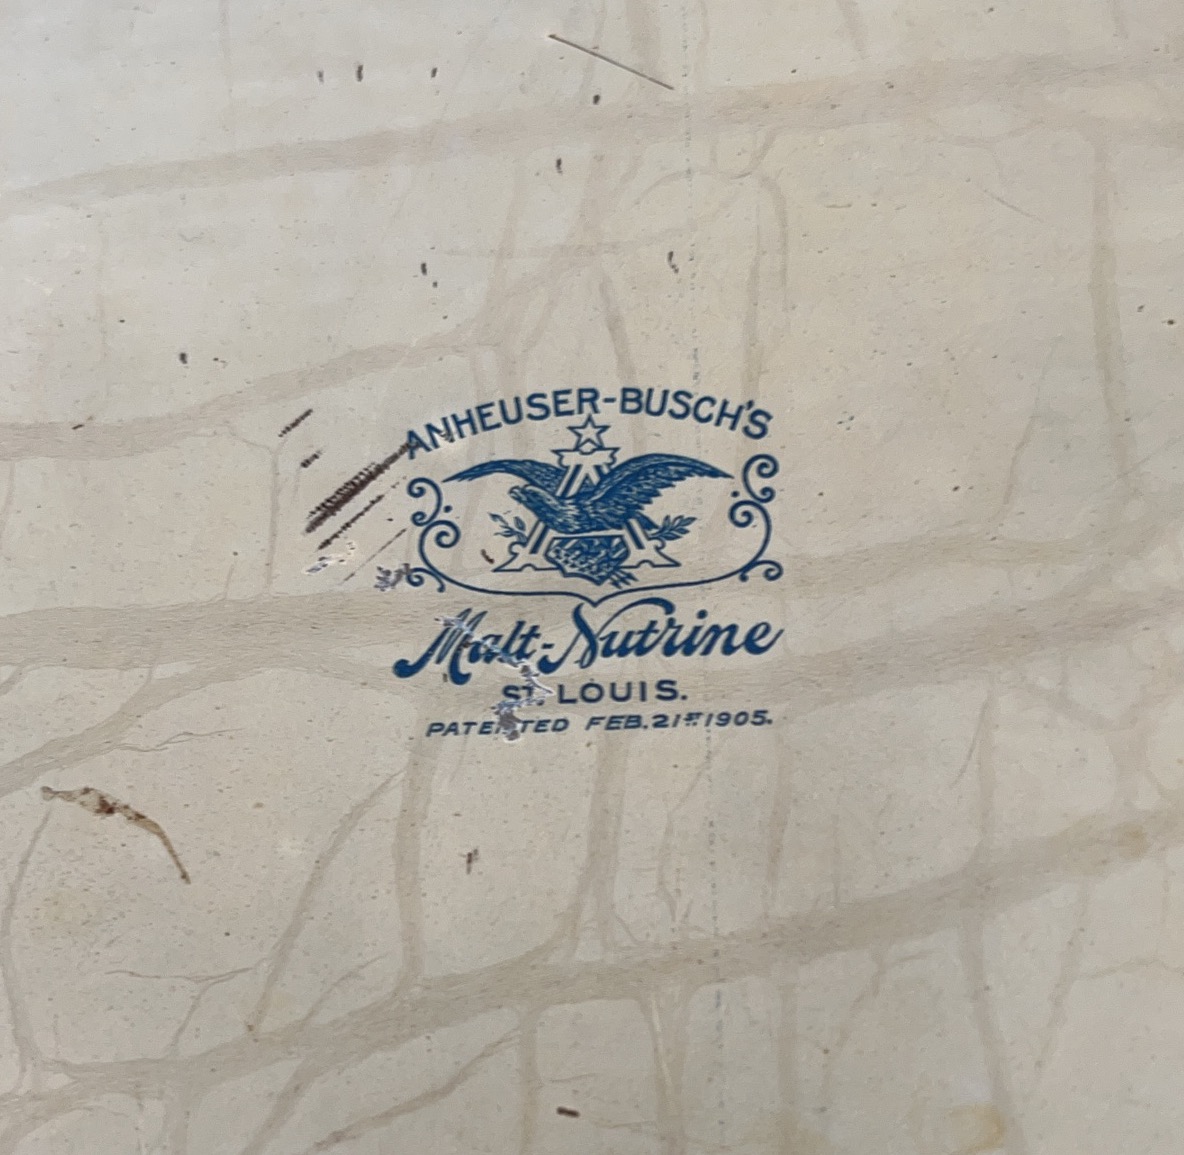 ANHEUSER-BUSCH'S
Malt-Nutrine
ST. LOUIS.
PATENTED FEB. 21ST 1905.